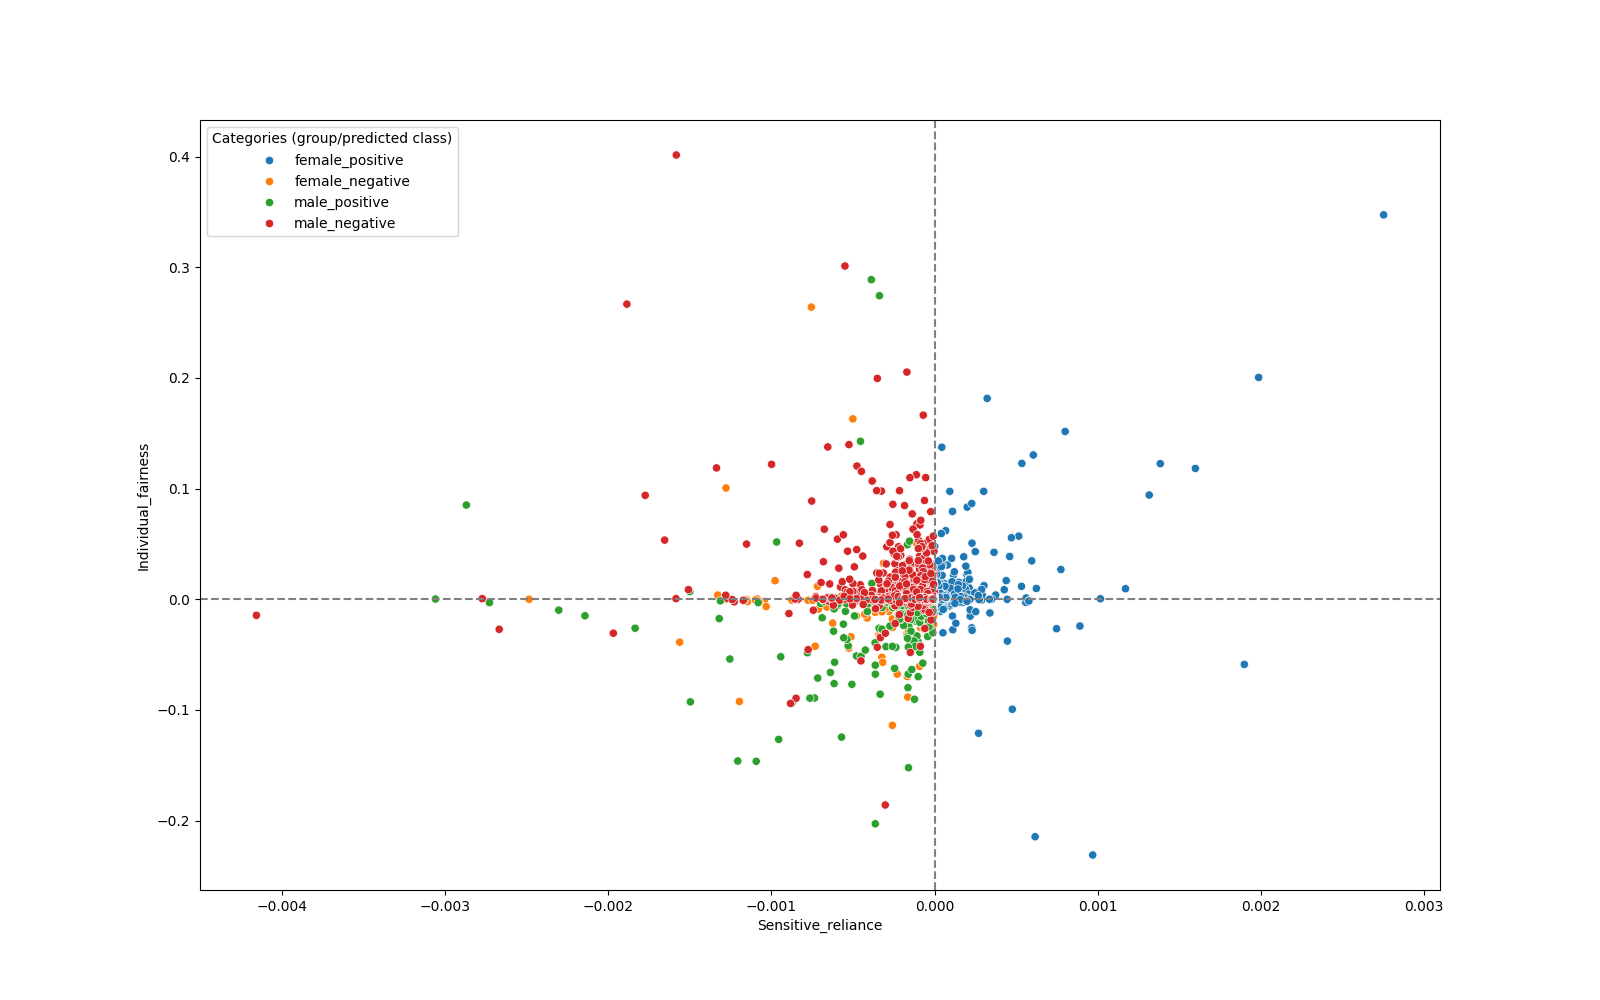 Categories (group/predicted class)
female_positive
female_negative
male_positive
male_negative
0.4
0.3
0.2
0.1
0.0
−0.1
−0.2
Individual_fairness
−0.004
−0.003
−0.002
−0.001
0.000
0.001
0.002
0.003
Sensitive_reliance